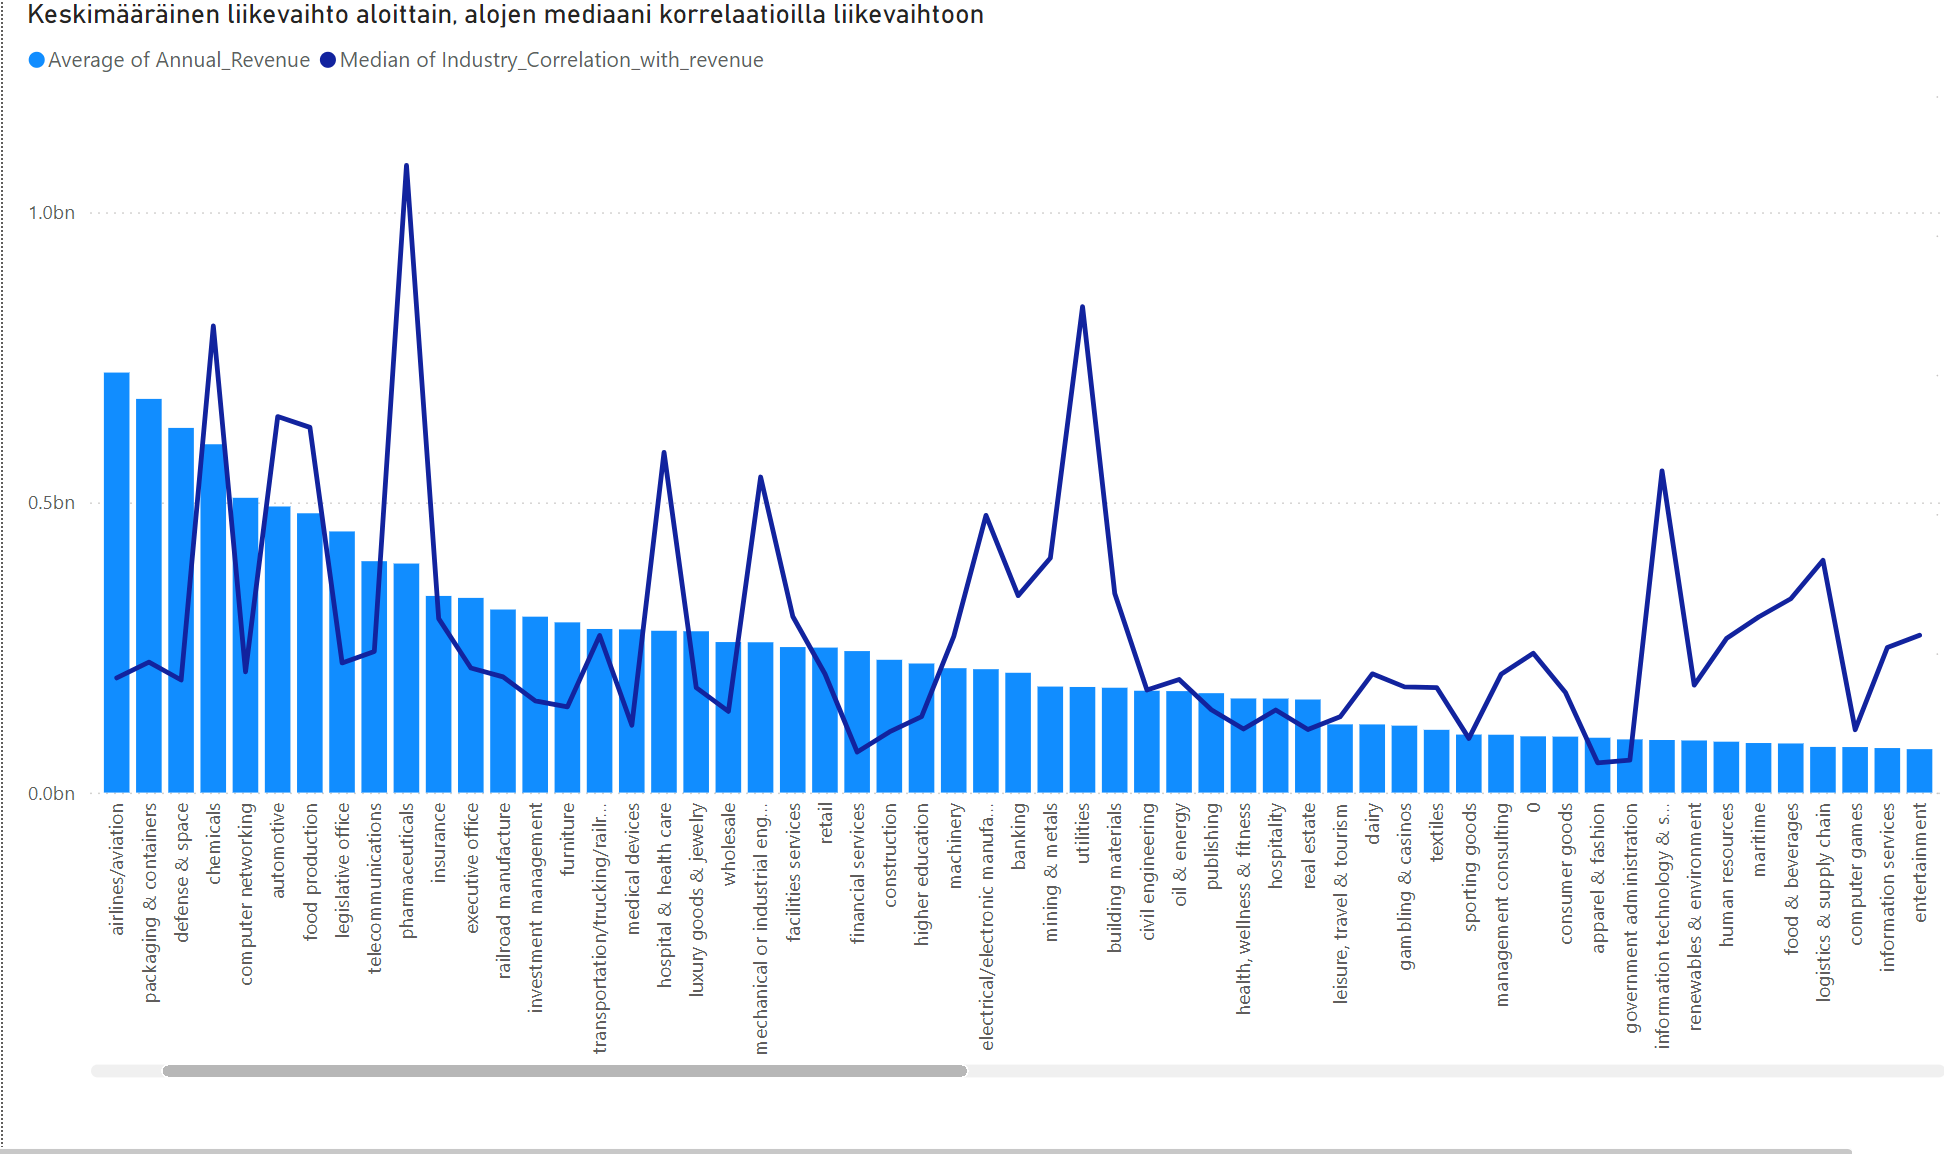 Keskimääräinen liikevaihto aloittain, alojen mediaani korrelaatioilla liikevaihtoon
Average of Annual_Revenue
Median of Industry_Correlation_with_revenue
1.0bn
0.5bn
0.0bn
airlines/aviation
packaging & containers
defense & space
chemicals
computer networking
automotive
food production
legislative office
telecommunications
pharmaceuticals
insurance
executive office
railroad manufacture
investment management
furniture
transportation/trucking/railr...
medical devices
hospital & health care
luxury goods & jewelry
wholesale
mechanical or industrial eng...
facilities services
retail
financial services
construction
higher education
machinery
electrical/electronic manufa...
banking
mining & metals
utilities
building materials
civil engineering
oil & energy
publishing
health, wellness & fitness
hospitality
real estate
leisure, travel & tourism
dairy
gambling & casinos
textiles
sporting goods
management consulting
0
consumer goods
apparel & fashion
government administration
information technology & s...
renewables & environment
human resources
maritime
food & beverages
logistics & supply chain
computer games
information services
entertainment